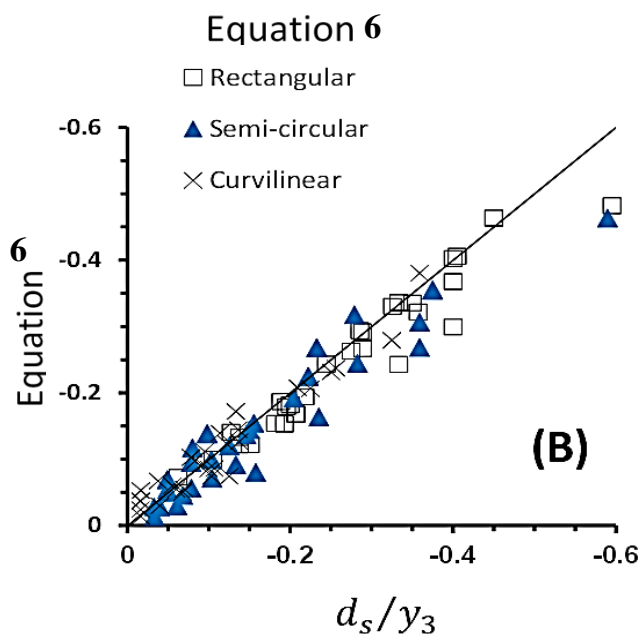 Equation 6
Rectangular
Semi-circular
Curvilinear
-0.6
-0.4
-0.2
0
Equation 6
(B)
0
-0.2
-0.4
-0.6
d_s/y_3